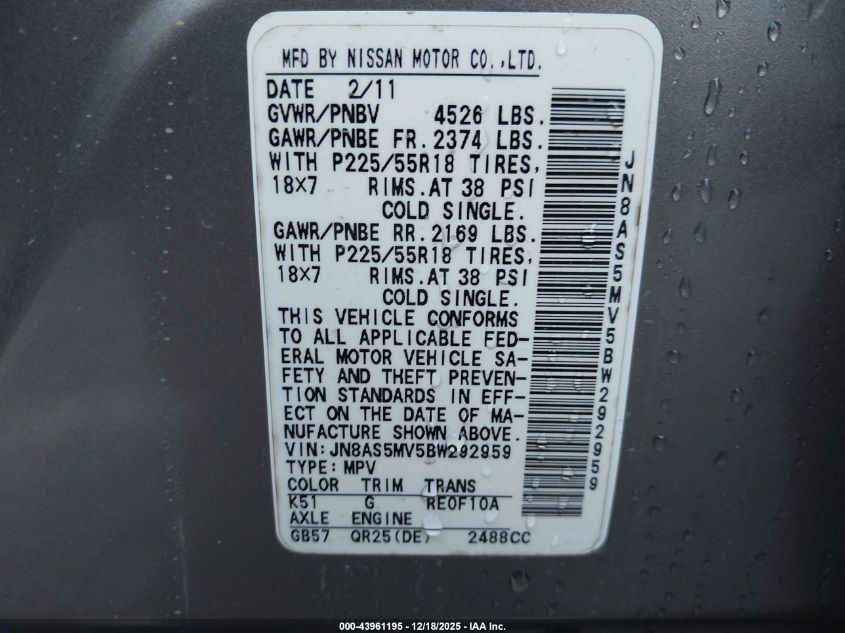 MFD BY NISSAN MOTOR CO.,LTD.
DATE 2/11
GVWR/PNBV 4526 LBS.
GAWR/PNBE FR. 2374 LBS.
WITH P225/55R18 TIRES,
18X7 RIMS.AT 38 PSI
COLD SINGLE.
GAWR/PNBE RR. 2169 LBS.
WITH P225/55R18 TIRES,
18X7 RIMS.AT 38 PSI
COLD SINGLE.
THIS VEHICLE CONFORMS
TO ALL APPLICABLE FED-
ERAL MOTOR VEHICLE SA-
FETY AND THEFT PREVEN-
TION STANDARDS IN EFF-
ECT ON THE DATE OF MA-
NUFACTURE SHOWN ABOVE.
VIN:JN8AS5MV5BW292959
TYPE:MPV
COLOR TRIM TRANS
K51 G RE0F10A
AXLE ENGINE
GB57 QR25(DE) 2488CC
JN8AS5MV5BW292959
000-43961195 - 12/18/2025 - IAA Inc.